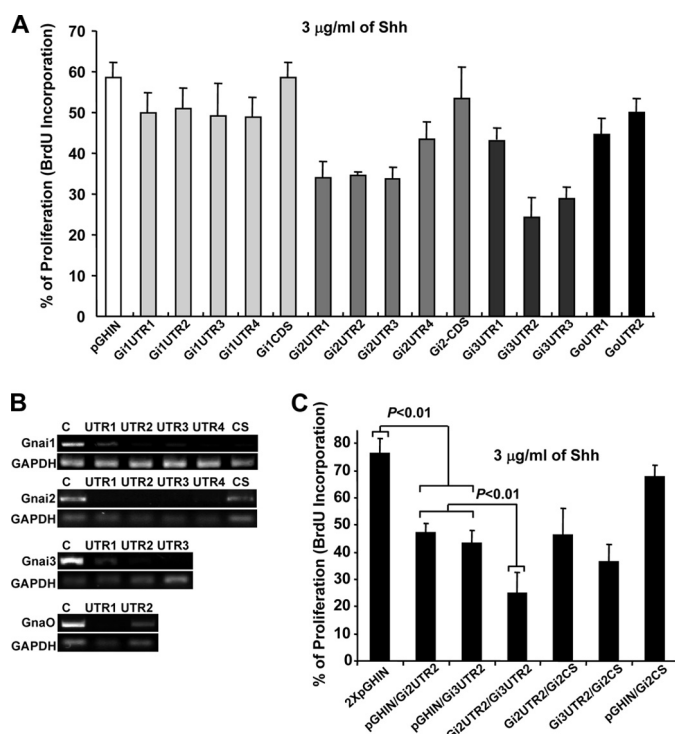 A
3 μg/ml of Shh
% of Proliferation (BrdU Incorporation)
70
60
50
40
30
20
10
0
pGHIN
Gi1UTR1
Gi1UTR2
Gi1UTR3
Gi1UTR4
Gi1CDS
Gi2UTR1
Gi2UTR2
Gi2UTR3
Gi2UTR4
Gi2-CDS
Gi3UTR1
Gi3UTR2
Gi3UTR3
GoUTR1
GoUTR2
B
C UTR1 UTR2 UTR3 UTR4 CS
Gnai1
GAPDH
C UTR1 UTR2 UTR3 UTR4 CS
Gnai2
GAPDH
C UTR1 UTR2 UTR3
Gnai3
GAPDH
C UTR1 UTR2
GnaO
GAPDH
C
P<0.01
3 μg/ml of Shh
P<0.01
% of Proliferation (BrdU Incorporation)
80
70
60
50
40
30
20
10
0
2XpGHIN
pGHIN/Gi2UTR2
pGHIN/Gi3UTR2
Gi2UTR2/Gi3UTR2
Gi2UTR2/Gi2CS
Gi3UTR2/Gi2CS
pGHIN/Gi2CS